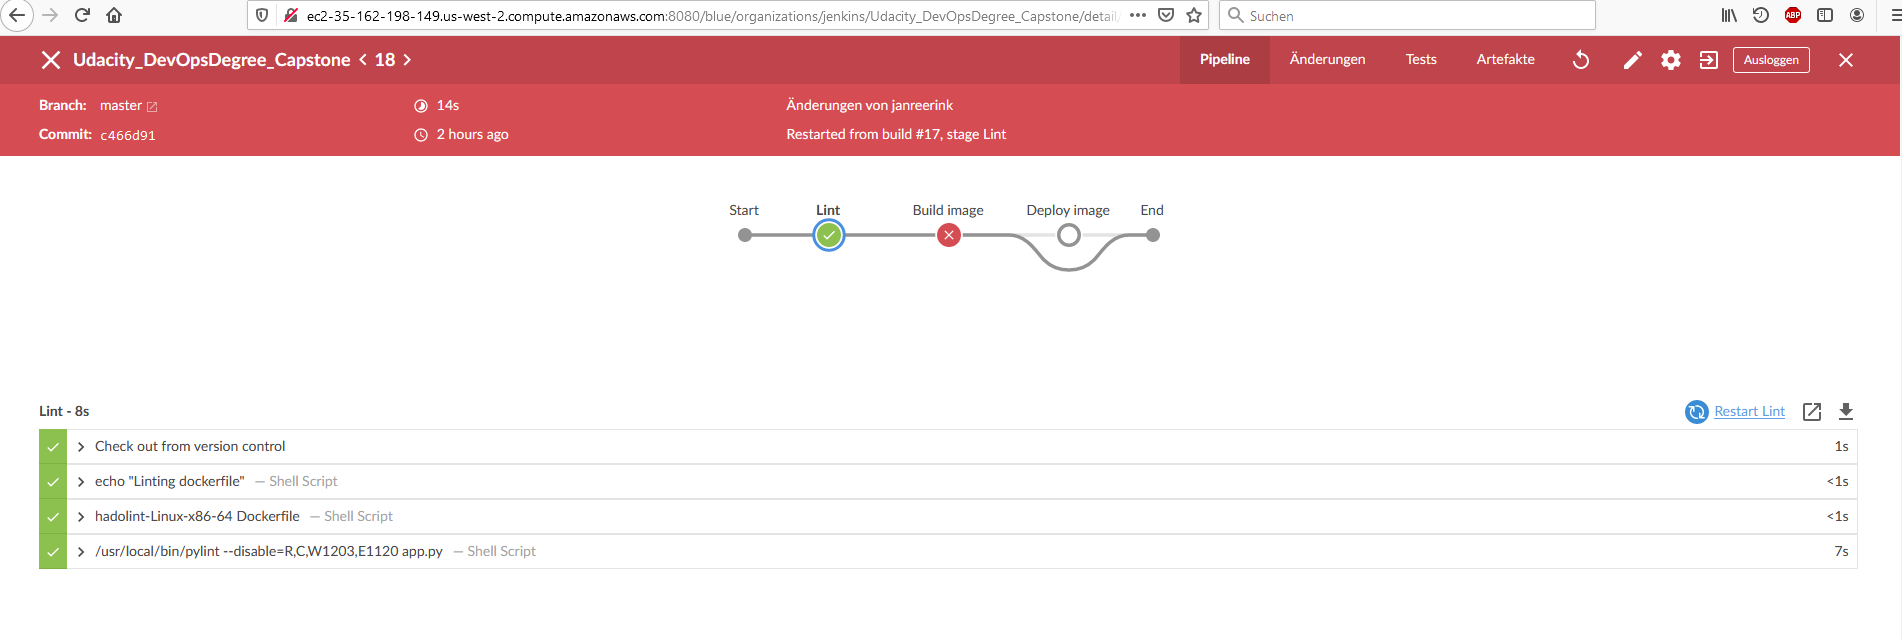 ec2-35-162-198-149.us-west-2.compute.amazonaws.com:8080/blue/organizations/jenkins/Udacity_DevOpsDegree_Capstone/detail/
Suchen
ABP
Udacity_DevOpsDegree_Capstone < 18 >
Pipeline
Änderungen
Tests
Artefakte
Ausloggen
Branch: master
14s
Änderungen von janreerink
Commit: c466d91
2 hours ago
Restarted from build #17, stage Lint
Start
Lint
Build image
Deploy image
End
Lint - 8s
Restart Lint
Check out from version control
1s
echo "Linting dockerfile" — Shell Script
<1s
hadolint-Linux-x86-64 Dockerfile — Shell Script
<1s
/usr/local/bin/pylint --disable=R,C,W1203,E1120 app.py — Shell Script
7s